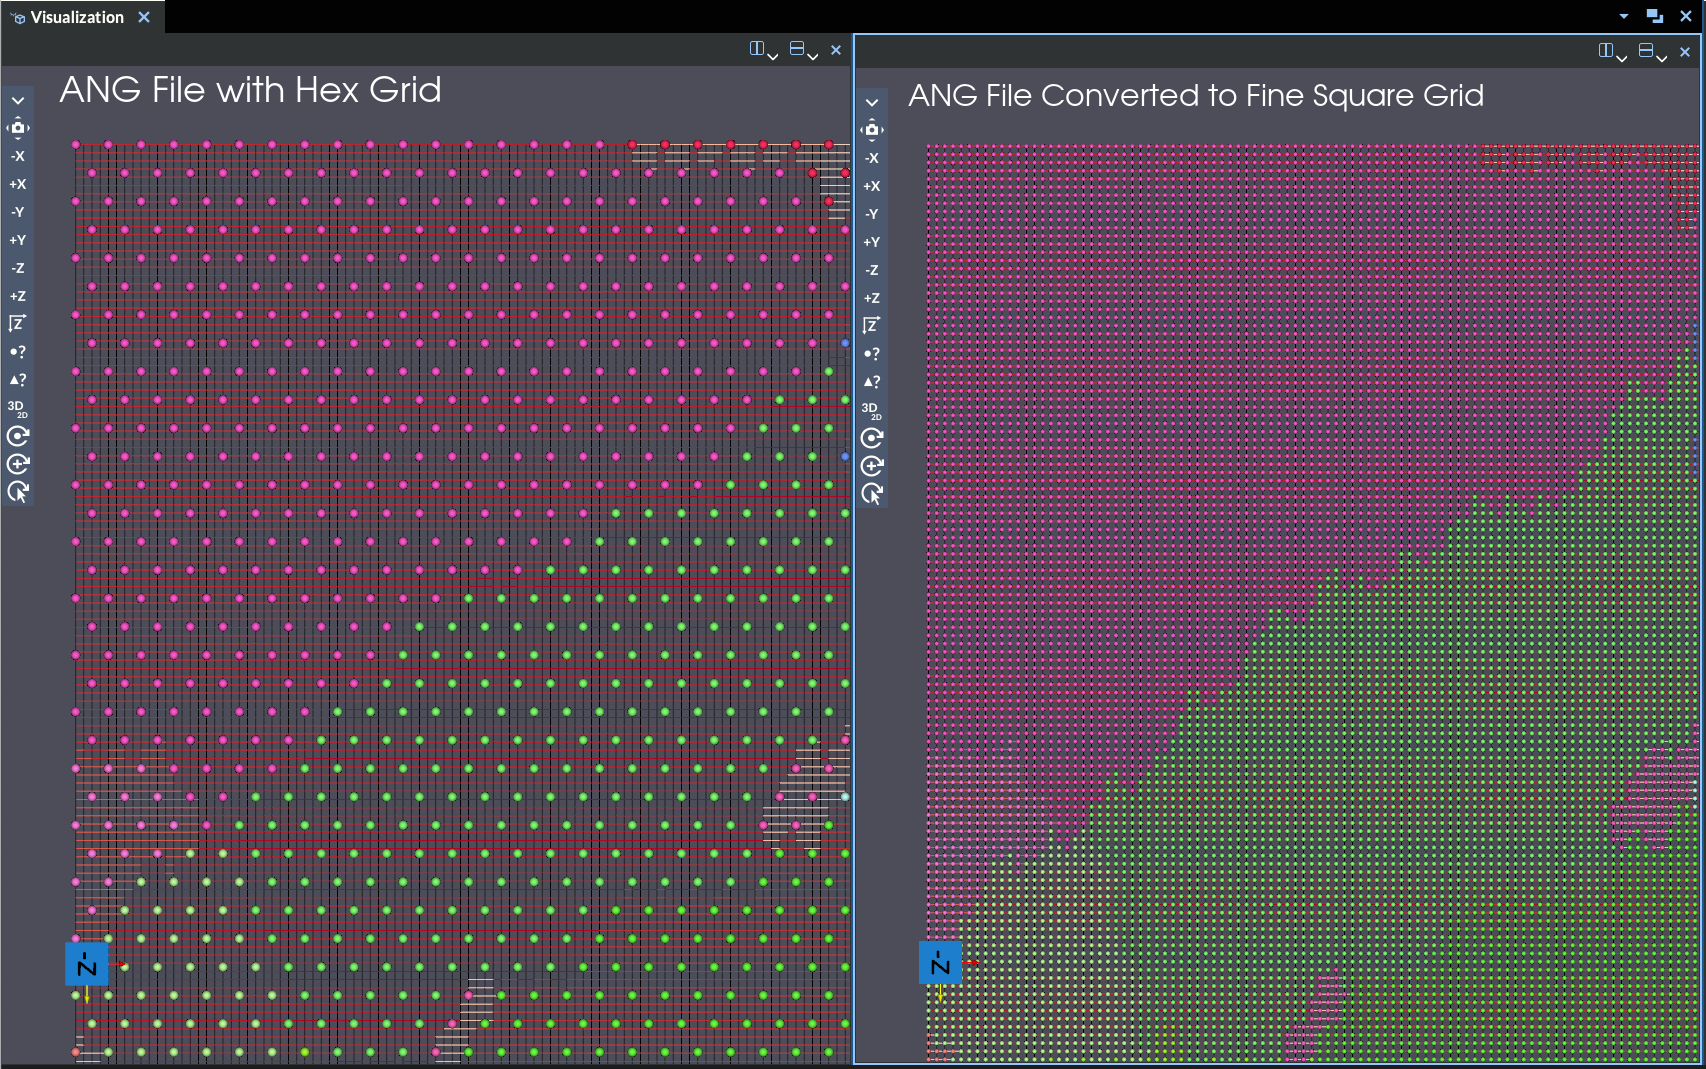 Visualization
ANG File with Hex Grid
-X
+X
-Y
+Y
-Z
+Z
Z
?
?
3D
2D
-Z
ANG File Converted to Fine Square Grid
-X
+X
-Y
+Y
-Z
+Z
Z
?
?
3D
2D
-Z